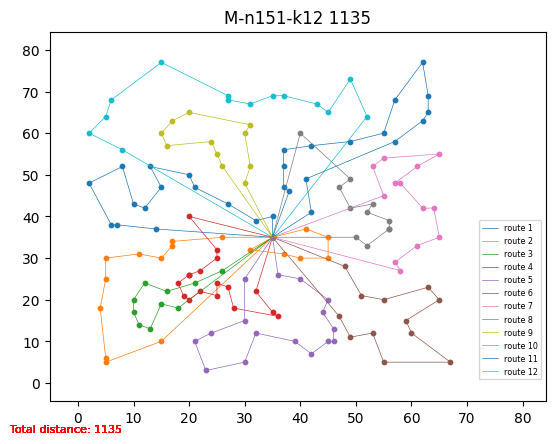 M-n151-k12 1135
80
70
60
50
40
30
20
10
0
0 10 20 30 40 50 60 70 80
route 1
route 2
route 3
route 4
route 5
route 6
route 7
route 8
route 9
route 10
route 11
route 12
Total distance: 1135